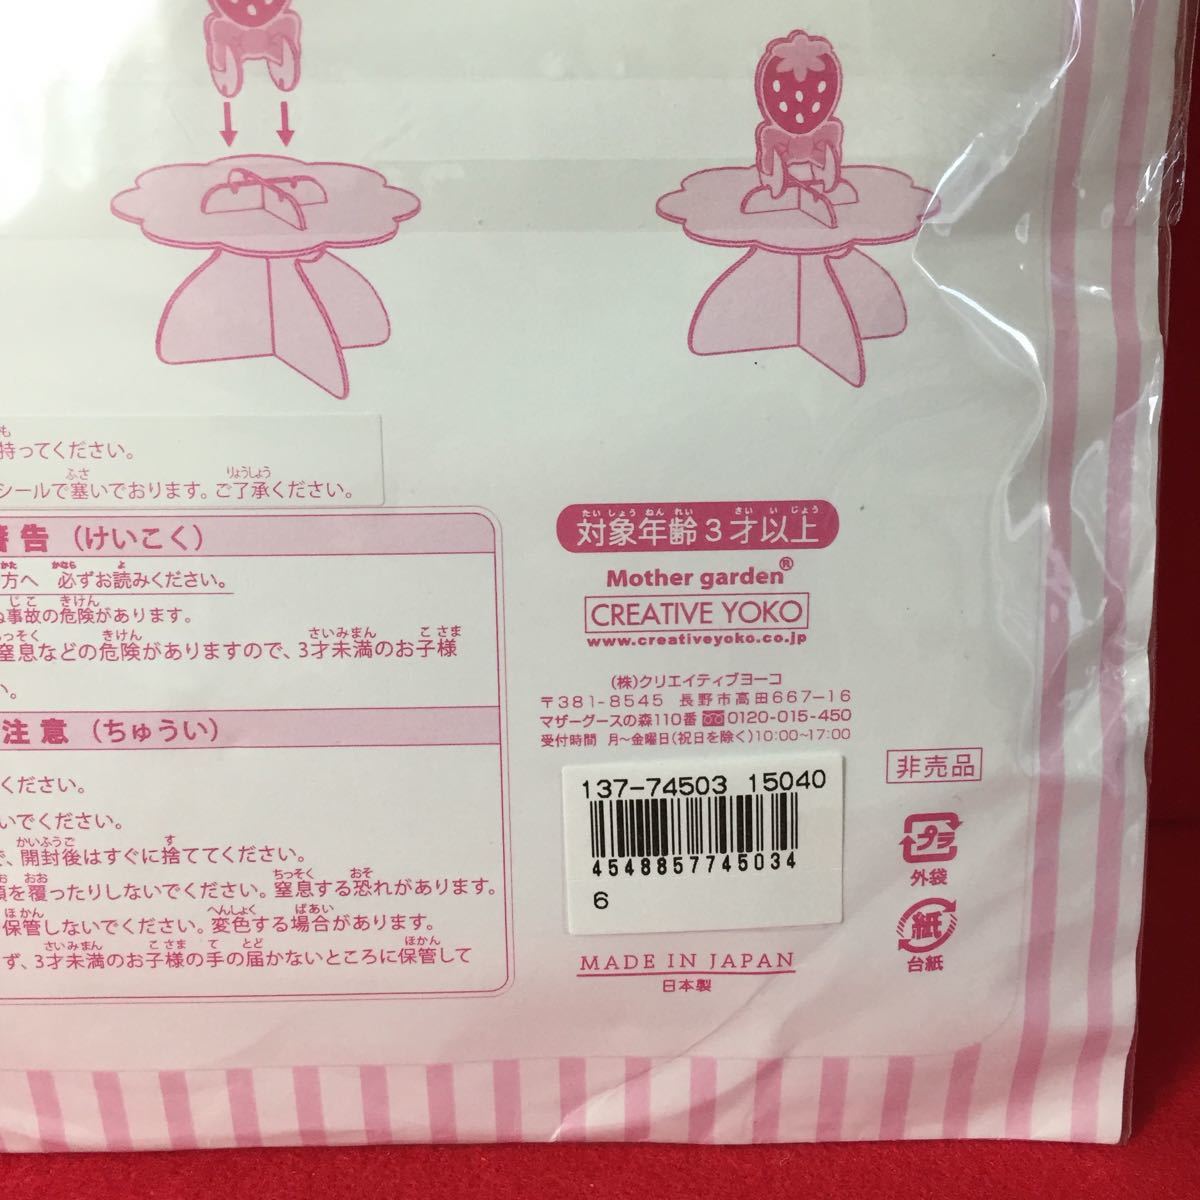 持ってください。
シールで塞いでおります。ご了承ください。
警告（けいこく）
方へ 必ずお読みください。
事故の危険があります。
窒息などの危険がありますので、3才未満のお子様
い。
注意（ちゅうい）
ください。
いでください。
で、開封後はすぐに捨ててください。
頭を覆ったりしないでください。窒息する恐れがあります。
保管しないでください。変色する場合があります。
ず、3才未満のお子様の手の届かないところに保管して
対象年齢3才以上
Mother garden®
CREATIVE YOKO
www.creativeyoko.co.jp
(株)クリエイティブヨーコ
〒381-8545 長野市高田667-16
マザーグースの森110番 0120-015-450
受付時間 月〜金曜日(祝日を除く)10:00〜17:00
137-74503 15040
4548857745034
6
非売品
プラ
外袋
紙
台紙
MADE IN JAPAN
日本製